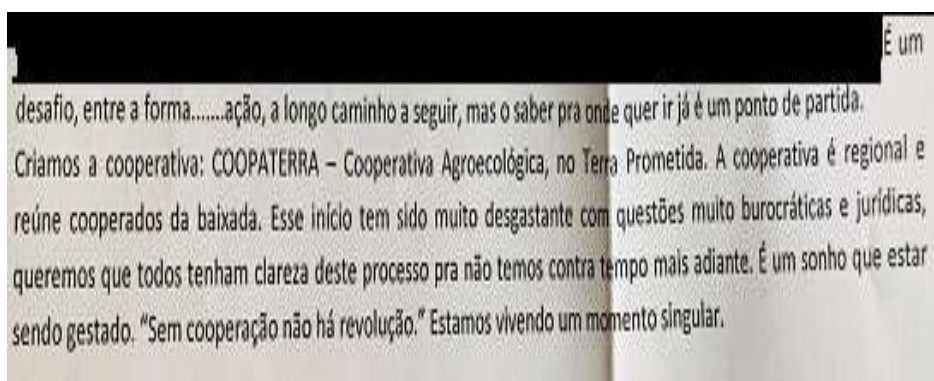 É um
desafio, entre a forma.......ação, a longo caminho a seguir, mas o saber pra onde quer ir já é um ponto de partida.
Criamos a cooperativa: COOPATERRA – Cooperativa Agroecológica, no Terra Prometida. A cooperativa é regional e
reúne cooperados da baixada. Esse início tem sido muito desgastante com questões muito burocráticas e jurídicas,
queremos que todos tenham clareza deste processo pra não temos contra tempo mais adiante. É um sonho que estar
sendo gestado. “Sem cooperação não há revolução.” Estamos vivendo um momento singular.